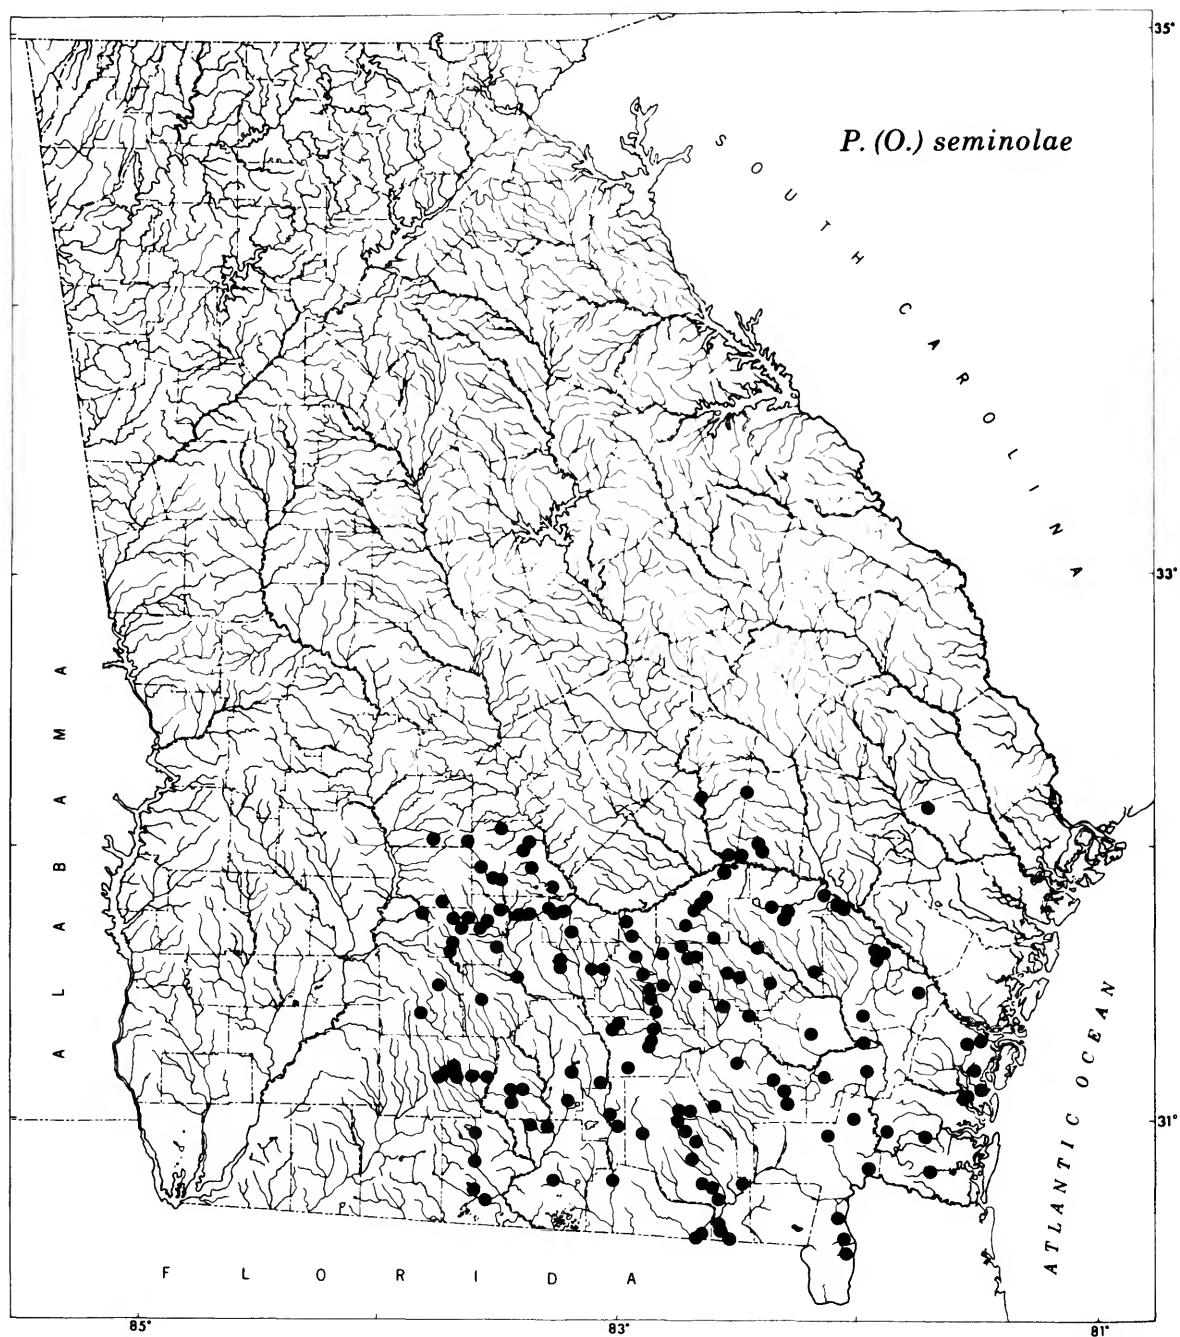 35°
P. (O.) seminolae
SOUTH CAROLINA
33°
ALABAMA
31°
ATLANTIC OCEAN
FLORIDA
85° 83° 81°